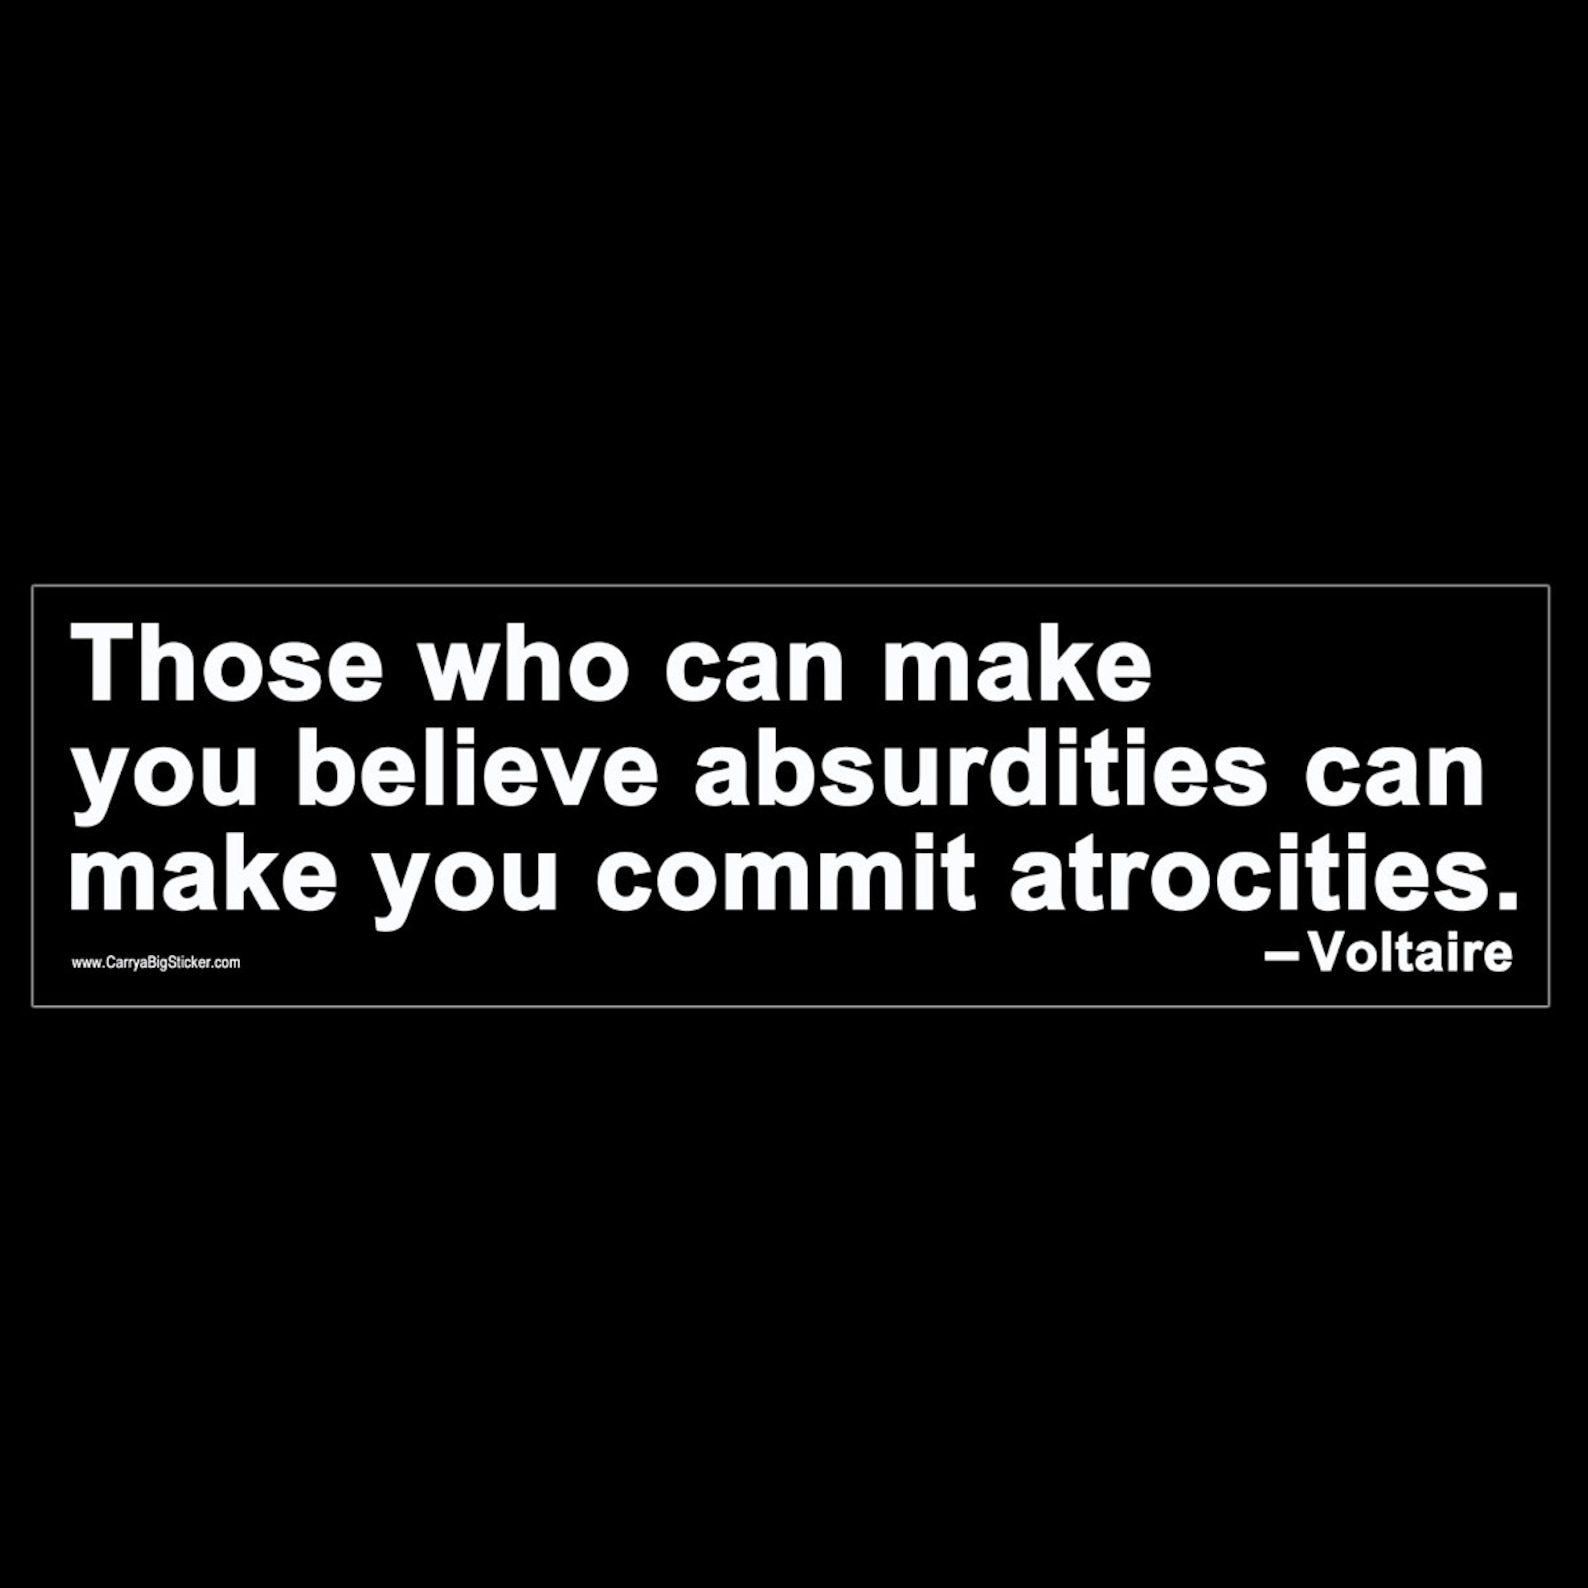 Those who can make
you believe absurdities can
make you commit atrocities.
– Voltaire
www.CarryaBigSticker.com